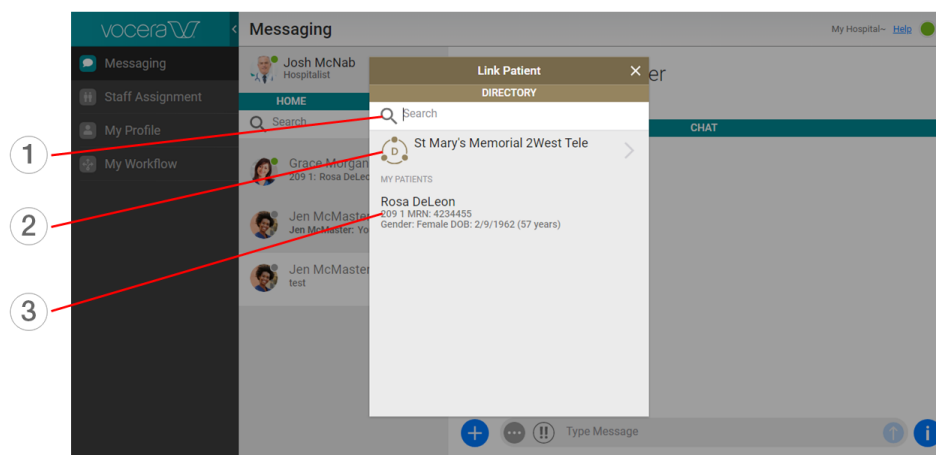 vocera
Messaging
My Hospital~ Help
Messaging
Staff Assignment
My Profile
My Workflow
Josh McNab
Hospitalist
HOME
Search
Grace Morgan
209 1: Rosa DeLeo
Jen McMaste
Jen McMaster: Yo
Jen McMaster
test
Link Patient
DIRECTORY
Search
St Mary's Memorial 2West Tele
D
MY PATIENTS
Rosa DeLeon
209 1 MRN: 4234455
Gender: Female DOB: 2/9/1962 (57 years)
er
CHAT
Type Message
1
2
3